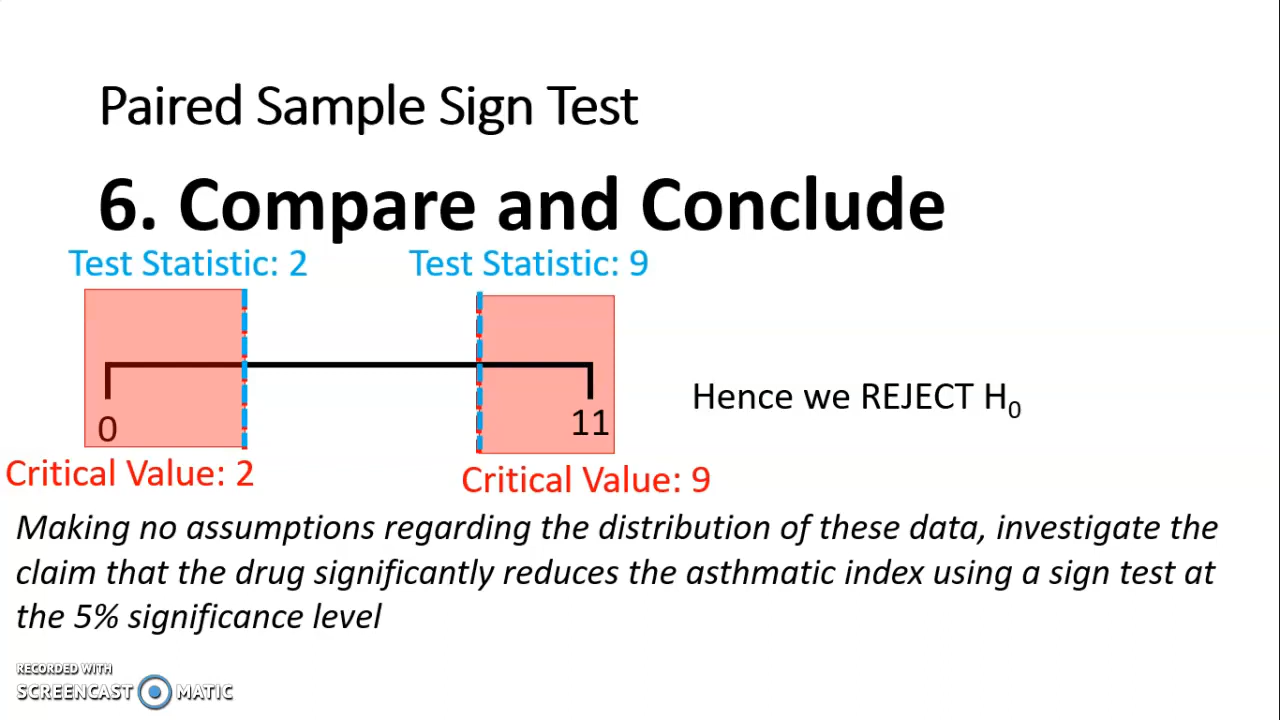 Paired Sample Sign Test
6. Compare and Conclude
Test Statistic: 2
Test Statistic: 9
0
11
Hence we REJECT H₀
Critical Value: 2
Critical Value: 9
Making no assumptions regarding the distribution of these data, investigate the
claim that the drug significantly reduces the asthmatic index using a sign test at
the 5% significance level
RECORDED WITH
SCREENCAST MATIC